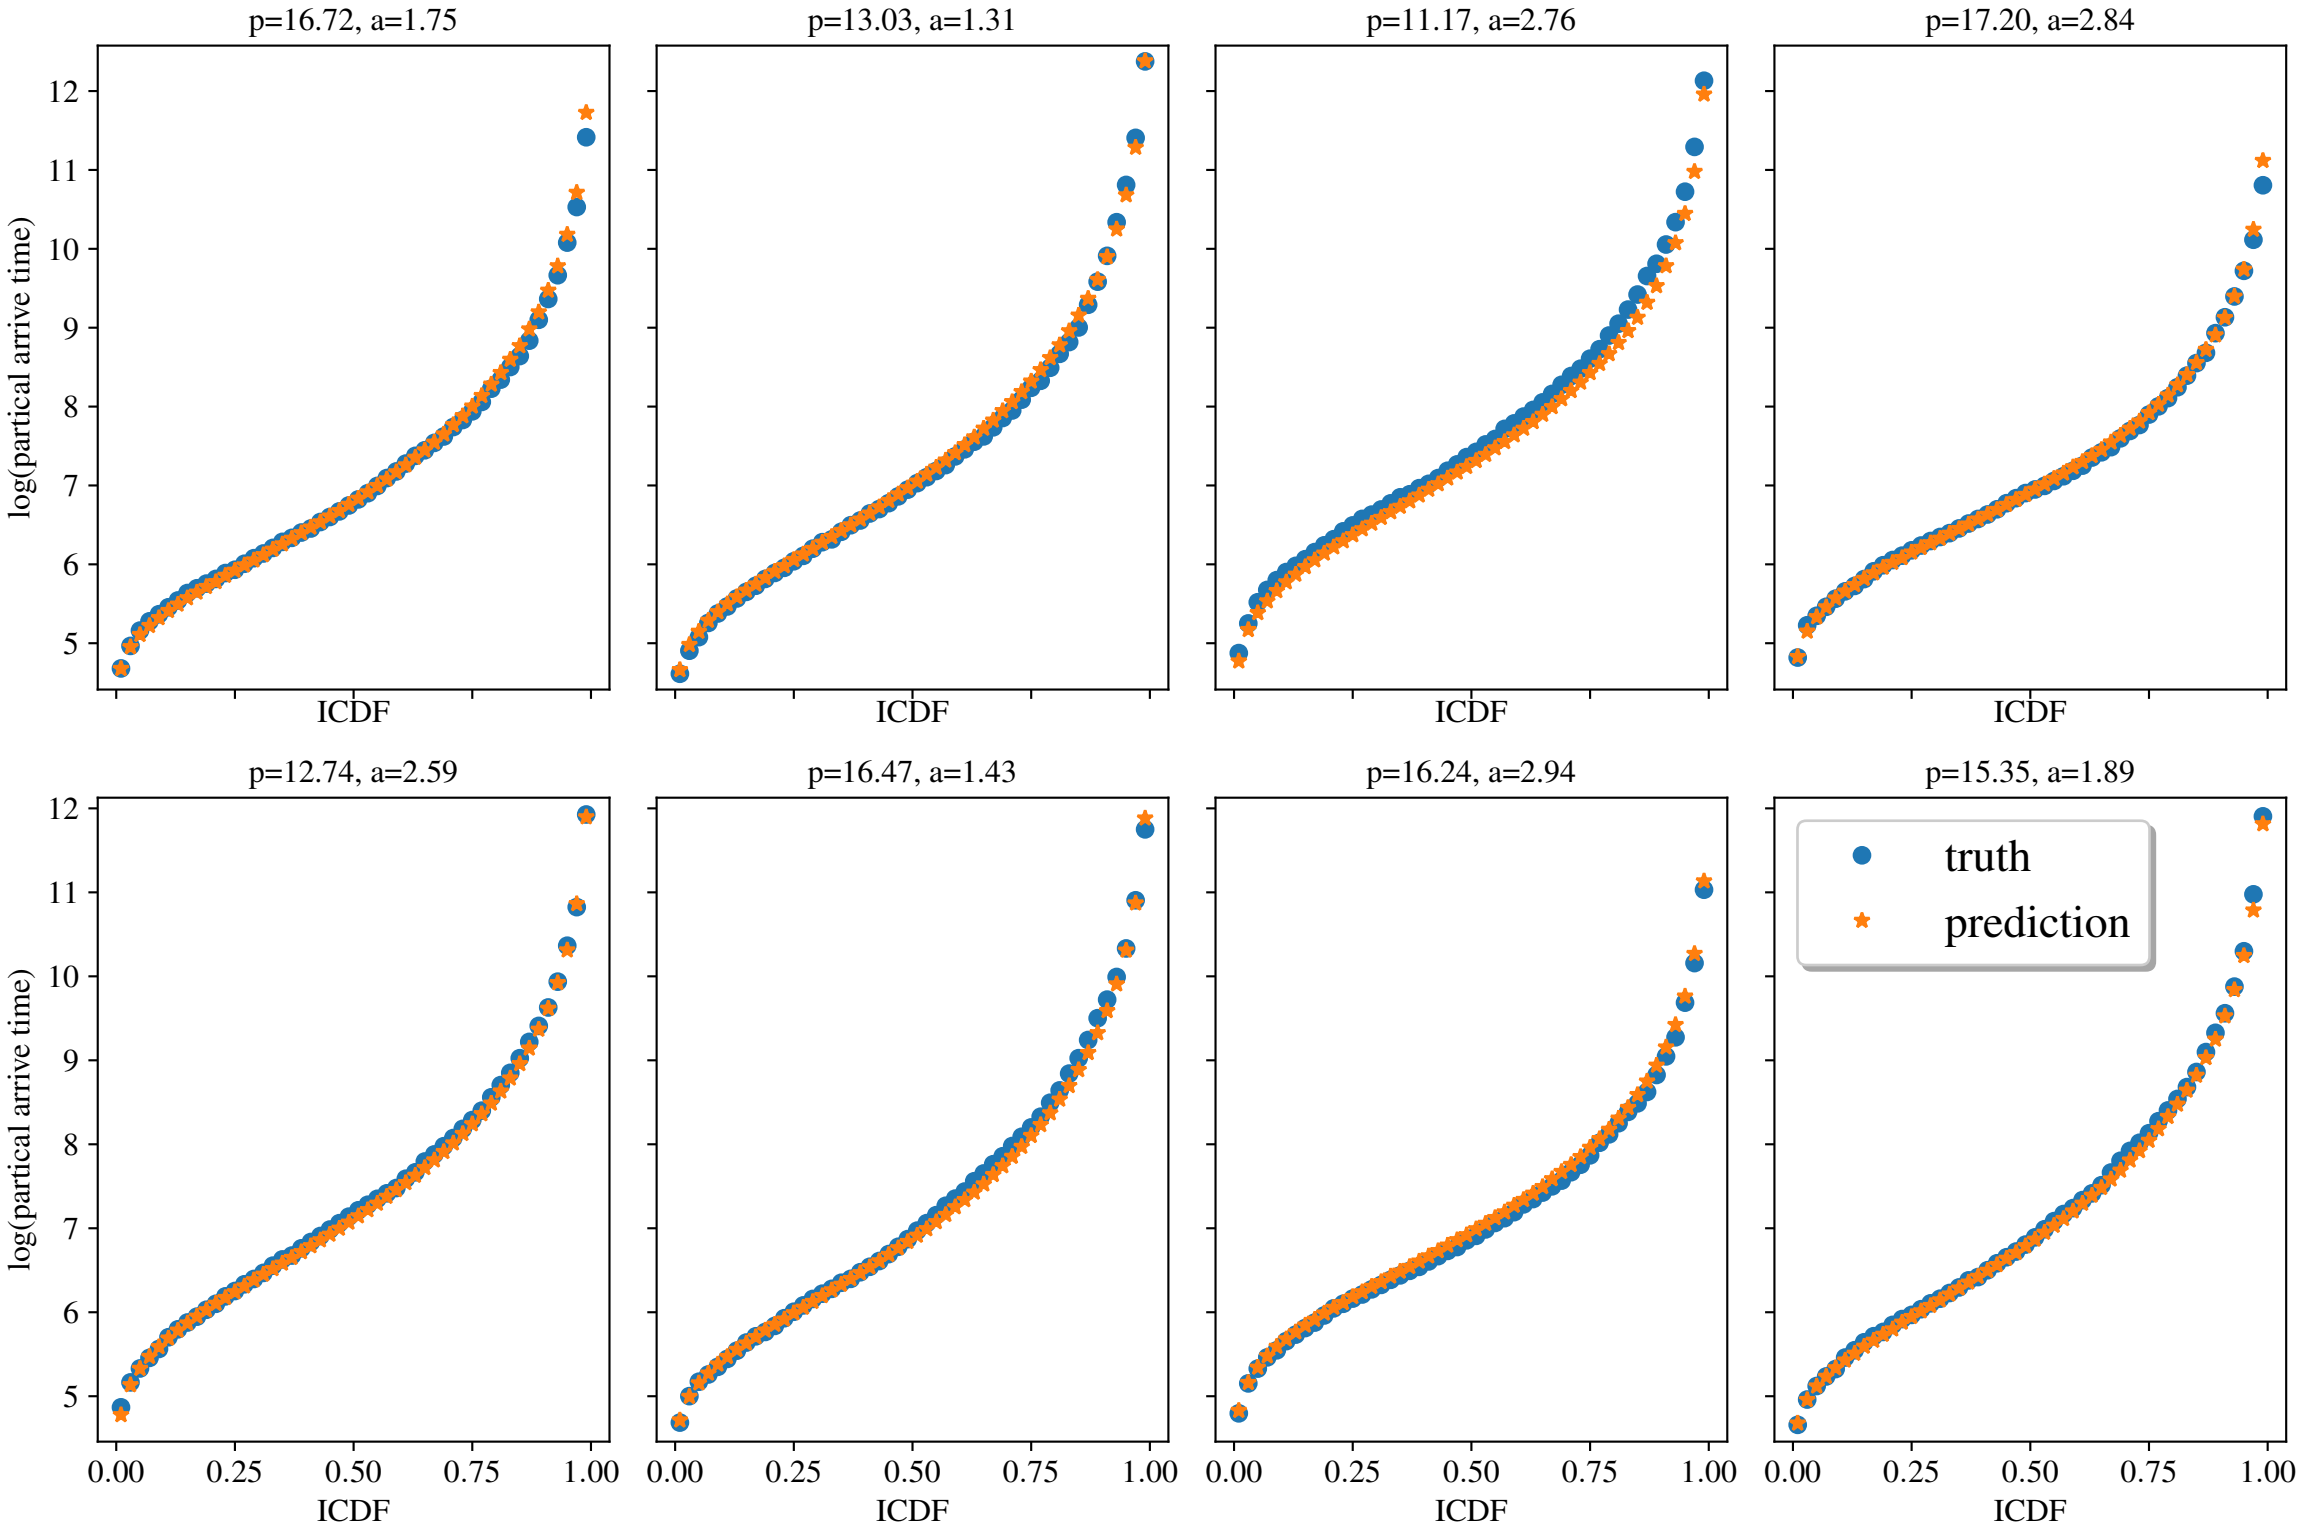 p=16.72, a=1.75
p=13.03, a=1.31
p=11.17, a=2.76
p=17.20, a=2.84
log(partical arrive time)
12
11
10
9
8
7
6
5
ICDF
ICDF
ICDF
ICDF
p=12.74, a=2.59
p=16.47, a=1.43
p=16.24, a=2.94
p=15.35, a=1.89
log(partical arrive time)
12
11
10
9
8
7
6
5
truth
prediction
0.00 0.25 0.50 0.75 1.00
0.00 0.25 0.50 0.75 1.00
0.00 0.25 0.50 0.75 1.00
0.00 0.25 0.50 0.75 1.00
ICDF
ICDF
ICDF
ICDF